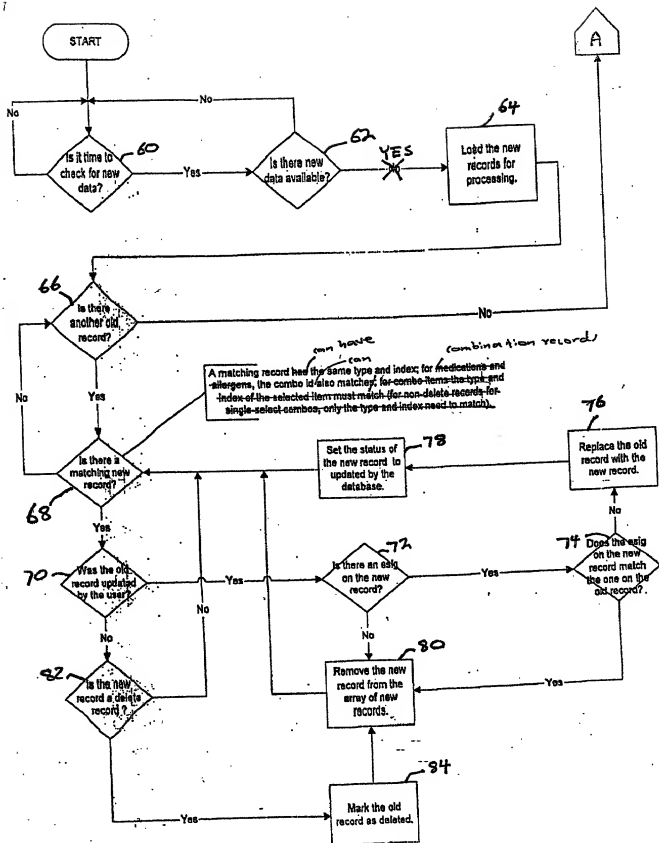 1
START
A
No
No
Is it time to
check for new
data?
60
Yes
Is there new
data available?
62
YES
No
64
Load the new
records for
processing.
66
Is there
another old
record?
No
can have
can
combination records
A matching record has the same type and index; for medications and
allergens, the combo id also matches; for combo items the type and
index of the selected item must match (for non-delete records for
single-select combos, only the type and index need to match).
No
Yes
Is there a
matching new
record?
68
Set the status of
the new record to
updated by the
database.
78
76
Replace the old
record with the
new record.
No
Yes
70
Was the old
record updated
by the user?
Yes
No
72
Is there an esig
on the new
record?
Yes
74
Does the esig
on the new
record match
the one on the
old record?
No
No
Yes
82
Is the new
record a delete
record ?
80
Remove the new
record from the
array of new
records.
Yes
84
Mark the old
record as deleted.